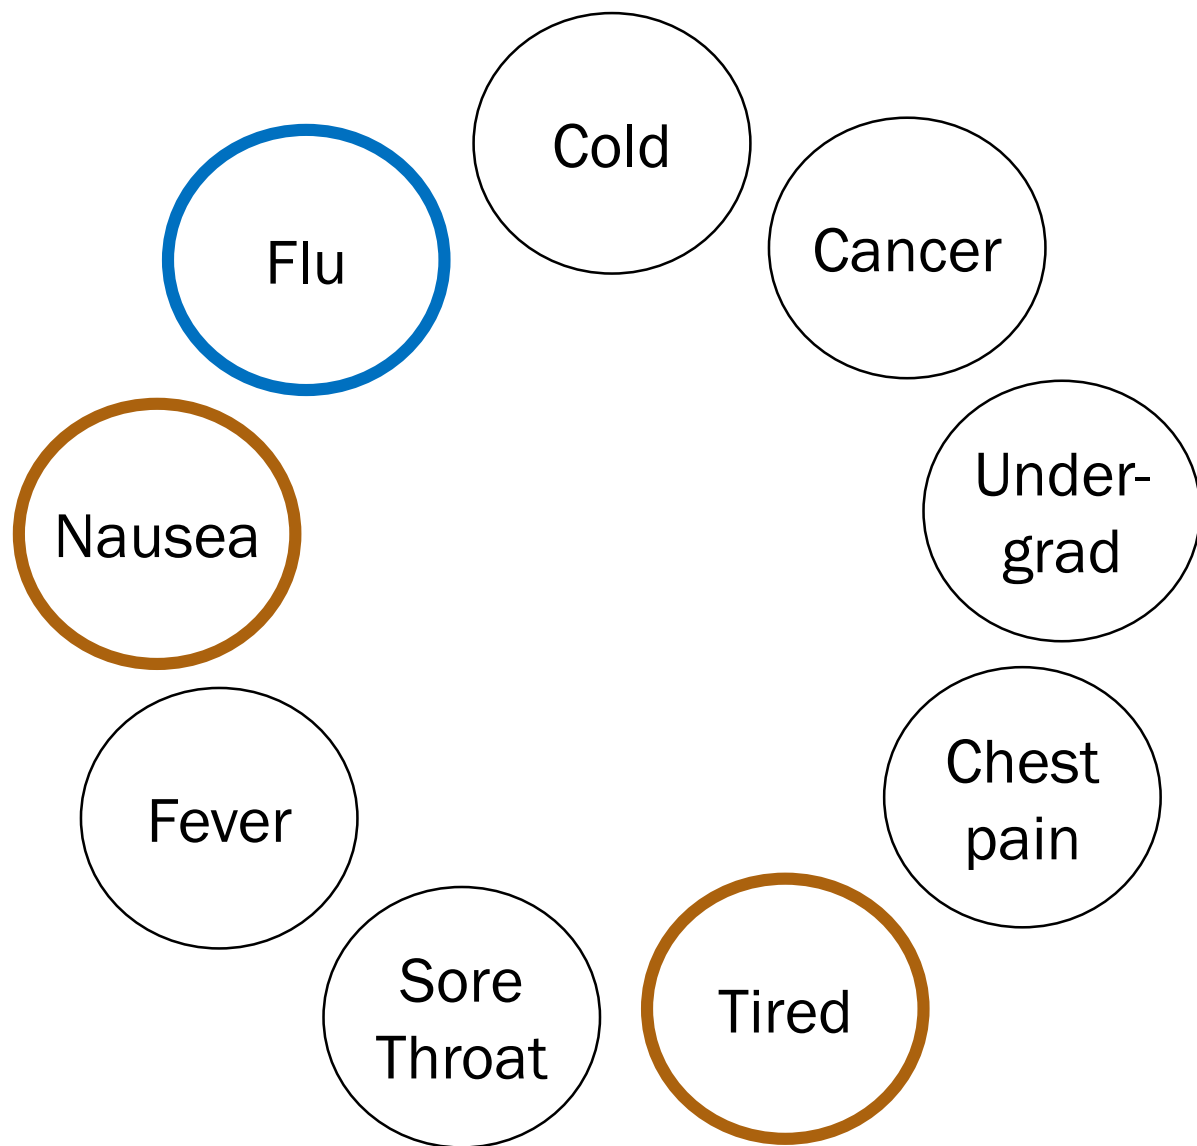 Cold
Flu
Cancer
Under-
grad
Nausea
Chest
pain
Fever
Sore
Throat
Tired